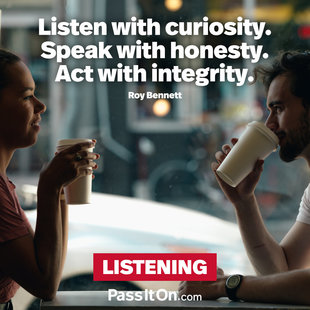 Listen with curiosity.
Speak with honesty.
Act with integrity.
Roy Bennett
LISTENING
PassItOn.com